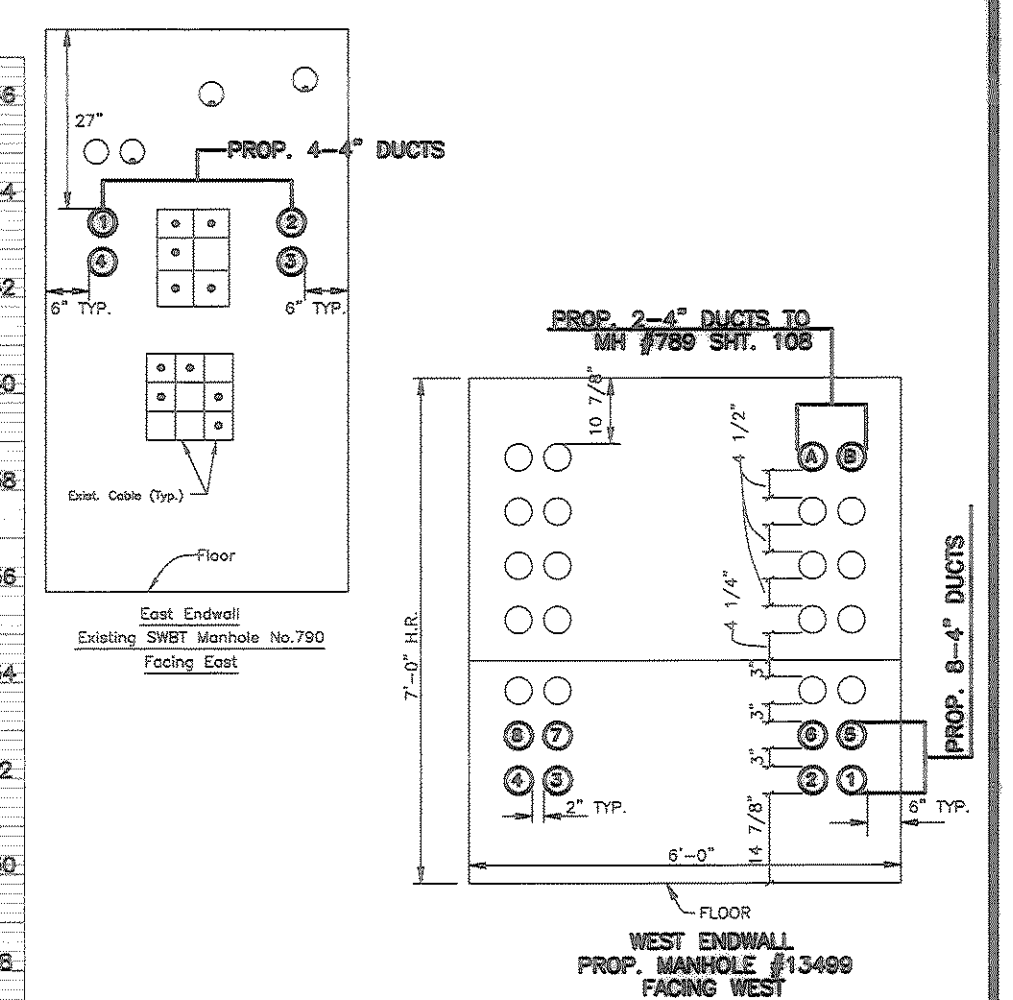 6
4
2
0
8
6
4
2
0
8
27"
PROP. 4-4" DUCTS
1
2
4
3
6" TYP.
6" TYP.
Exist. Cable (Typ.)
Floor
East Endwall
Existing SWBT Manhole No.790
Facing East
PROP. 2-4" DUCTS TO
MH #789 SHT. 108
10 7/8"
A
B
4 1/2"
4 1/4"
7'-0" H.R.
3"
3"
3"
8
7
6
5
4
3
2
1
2" TYP.
14 7/8"
6" TYP.
6'-0"
PROP. 8-4" DUCTS
FLOOR
WEST ENDWALL
PROP. MANHOLE #13499
FACING WEST